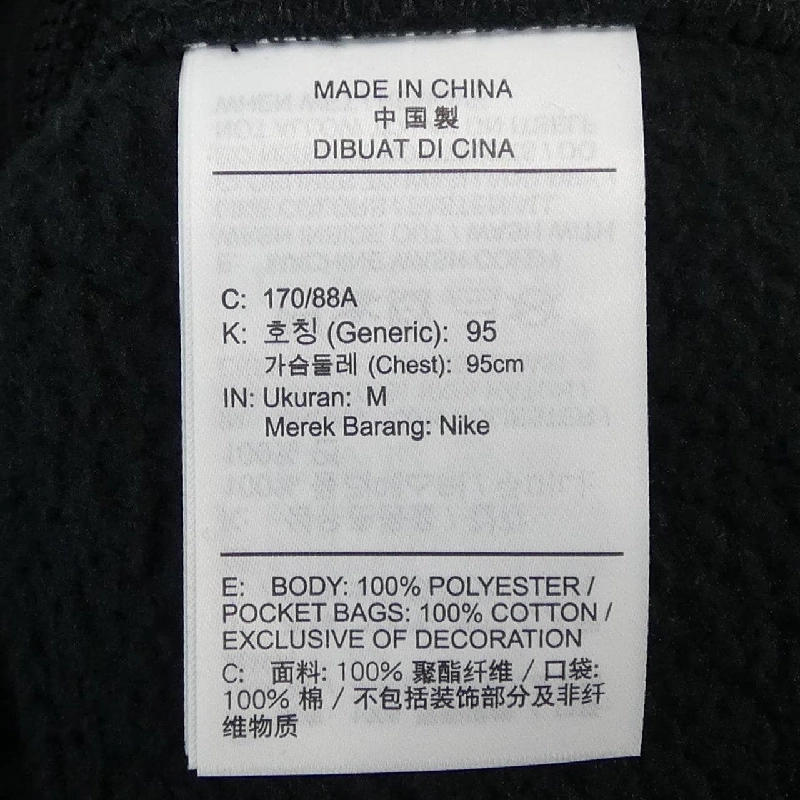 MADE IN CHINA
中国製
DIBUAT DI CINA
C: 170/88A
K: 호칭 (Generic): 95
가슴둘레 (Chest): 95cm
IN: Ukuran: M
Merek Barang: Nike
E: BODY: 100% POLYESTER /
POCKET BAGS: 100% COTTON /
EXCLUSIVE OF DECORATION
C: 面料: 100% 聚酯纤维 / 口袋:
100% 棉 / 不包括装饰部分及非纤
维物质